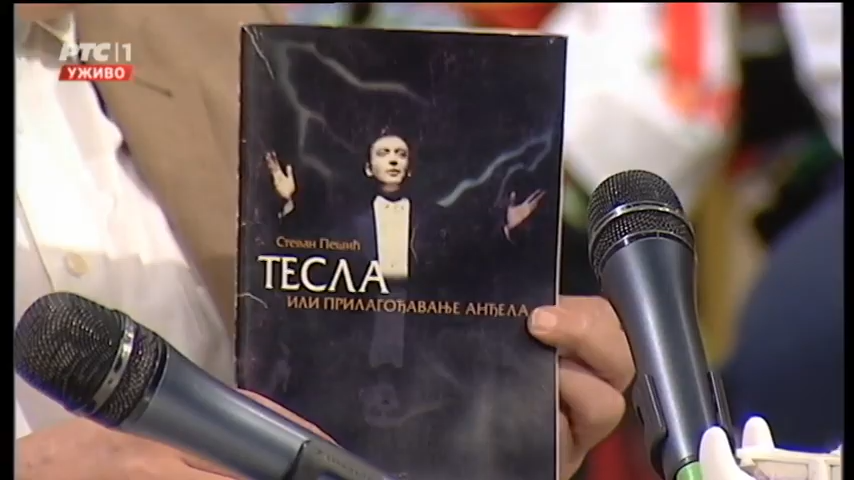 РТС|1
УЖИВО
Стеван Пешић
ТЕСЛА
ИЛИ ПРИЛАГОЂАВАЊЕ АНЂЕЛА